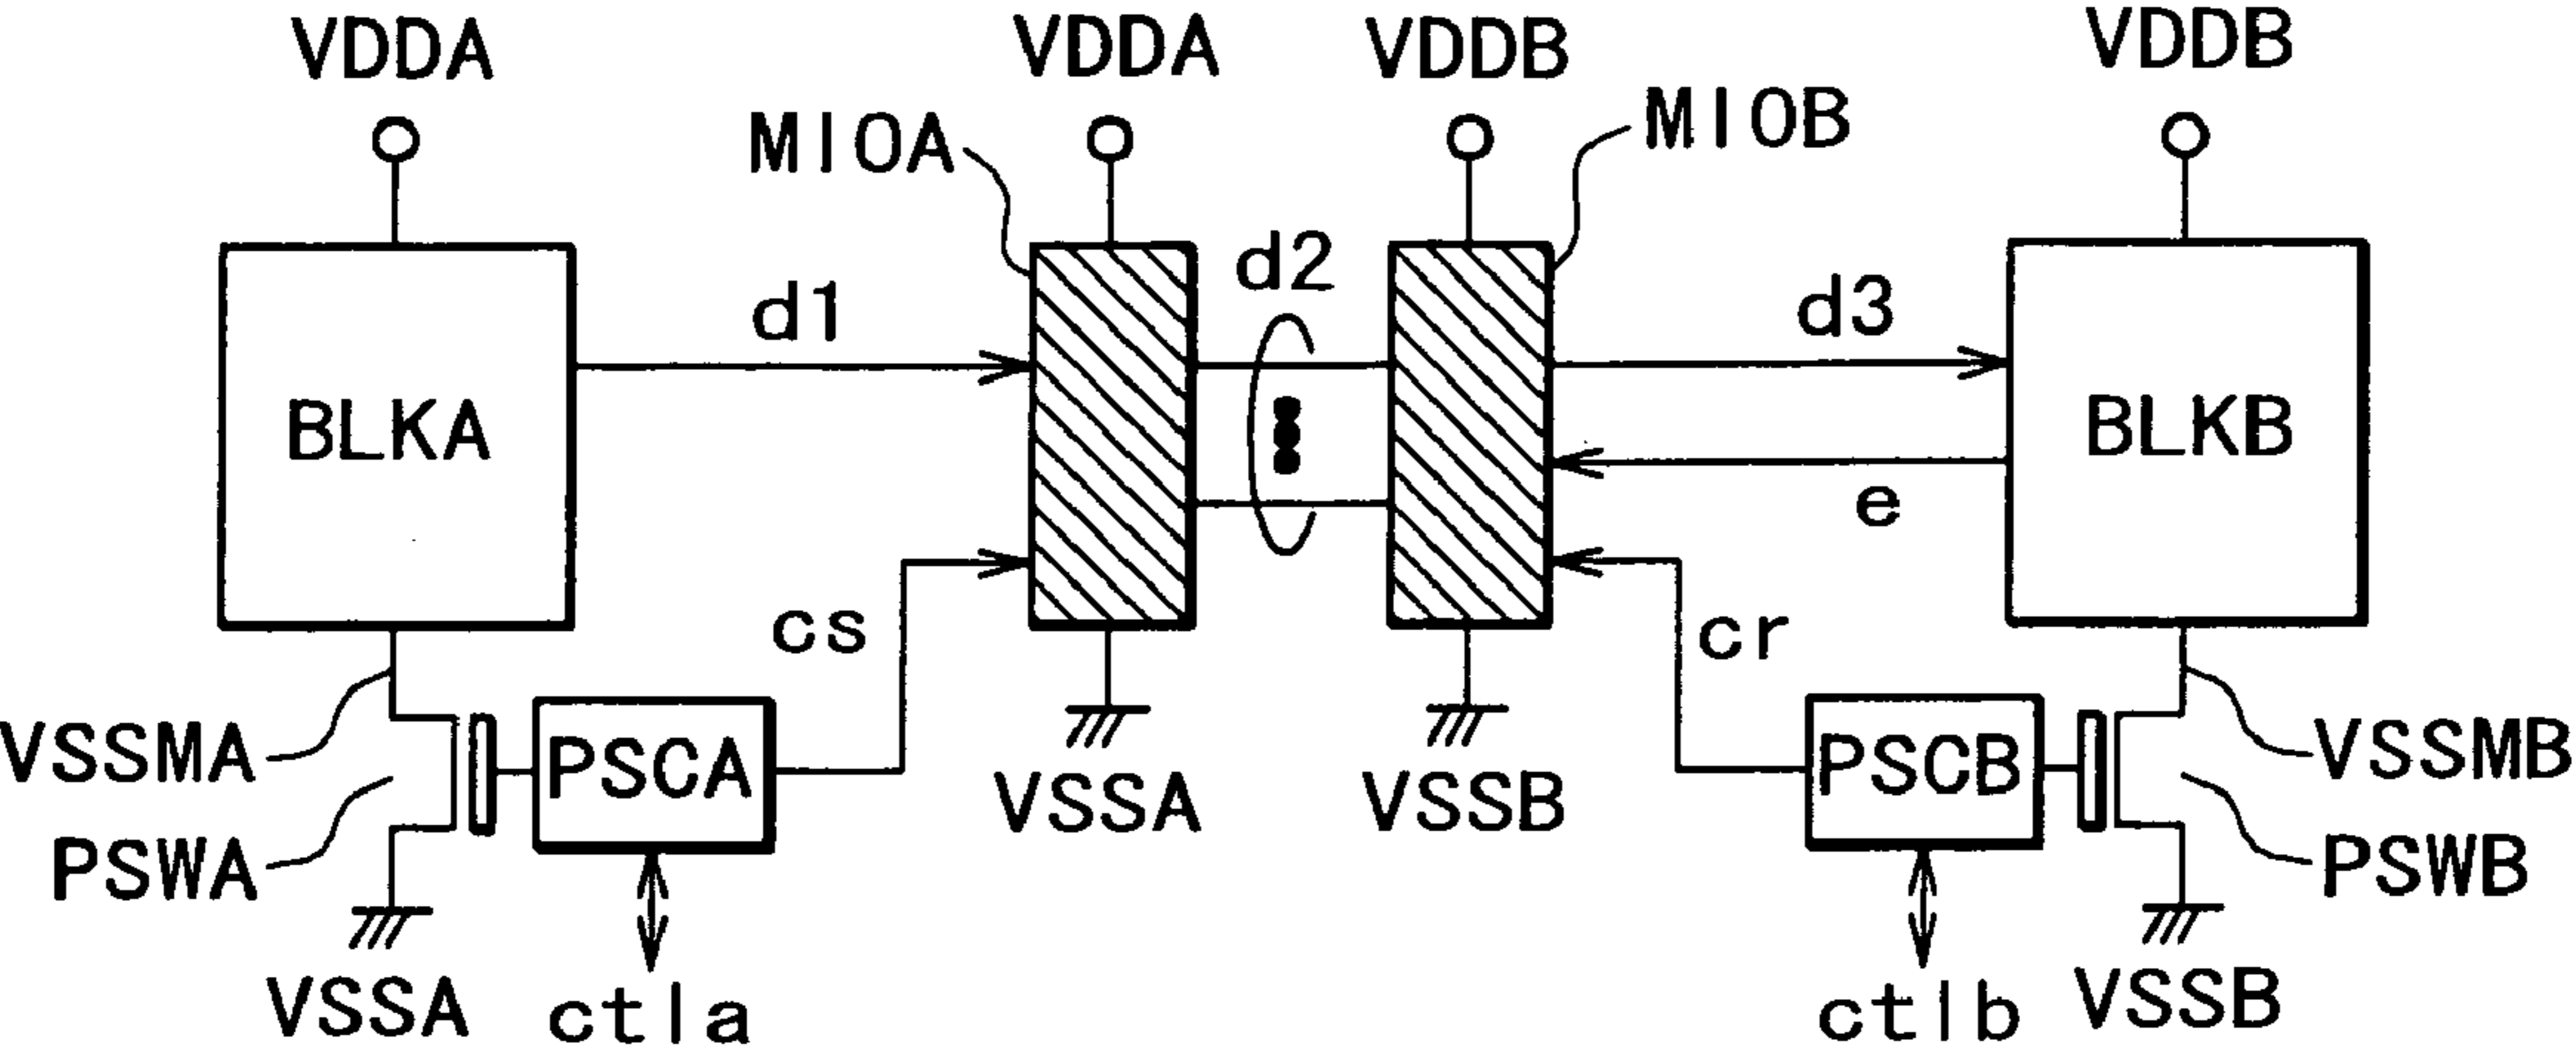 VDDA
VDDA
VDDB
VDDB
MIOA
MIOB
d2
d1
d3
BLKA
BLKB
e
cs
cr
VSSMA
PSCA
VSSA
VSSB
PSCB
VSSMB
PSWA
PSWB
VSSA
ctla
ctlb
VSSB